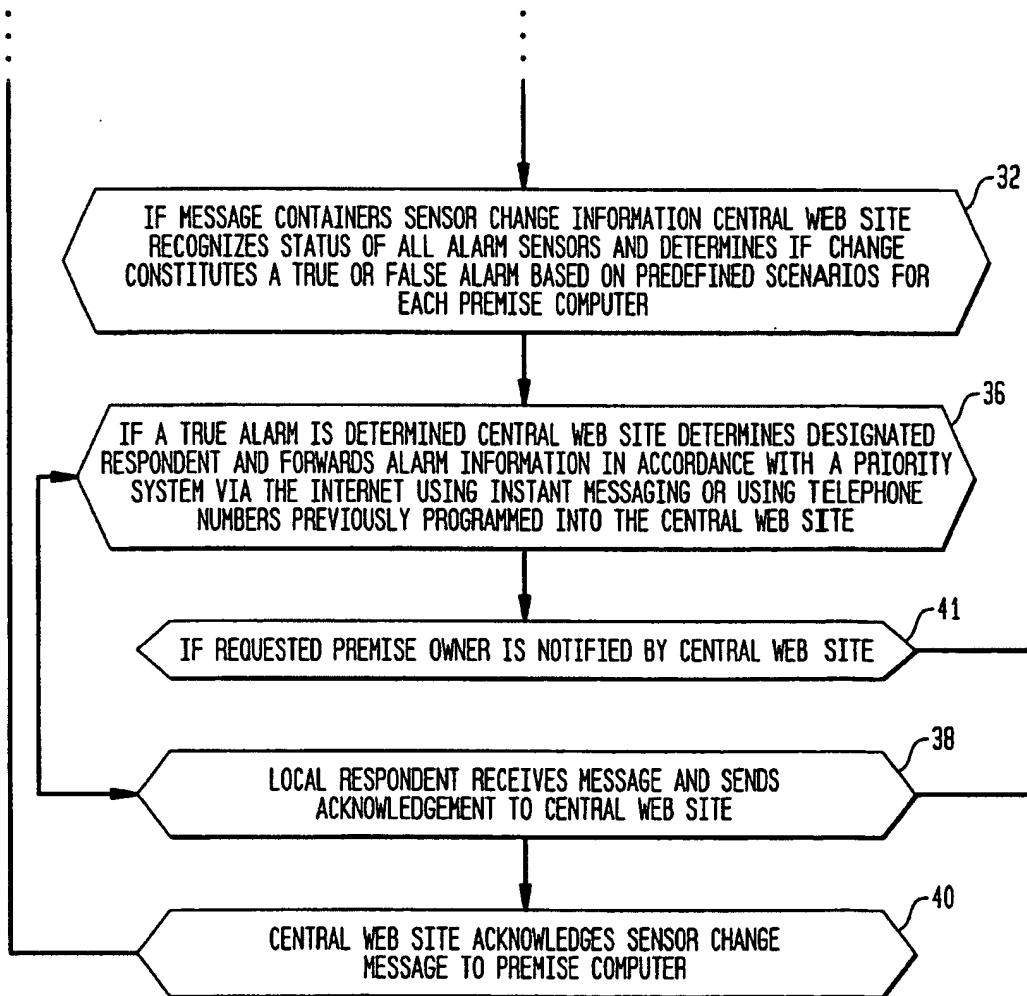 32
IF MESSAGE CONTAINERS SENSOR CHANGE INFORMATION CENTRAL WEB SITE
RECOGNIZES STATUS OF ALL ALARM SENSORS AND DETERMINES IF CHANGE
CONSTITUTES A TRUE OR FALSE ALARM BASED ON PREDEFINED SCENARIOS FOR
EACH PREMISE COMPUTER
36
IF A TRUE ALARM IS DETERMINED CENTRAL WEB SITE DETERMINES DESIGNATED
RESPONDENT AND FORWARDS ALARM INFORMATION IN ACCORDANCE WITH A PRIORITY
SYSTEM VIA THE INTERNET USING INSTANT MESSAGING OR USING TELEPHONE
NUMBERS PREVIOUSLY PROGRAMMED INTO THE CENTRAL WEB SITE
41
IF REQUESTED PREMISE OWNER IS NOTIFIED BY CENTRAL WEB SITE
38
LOCAL RESPONDENT RECEIVES MESSAGE AND SENDS
ACKNOWLEDGEMENT TO CENTRAL WEB SITE
40
CENTRAL WEB SITE ACKNOWLEDGES SENSOR CHANGE
MESSAGE TO PREMISE COMPUTER